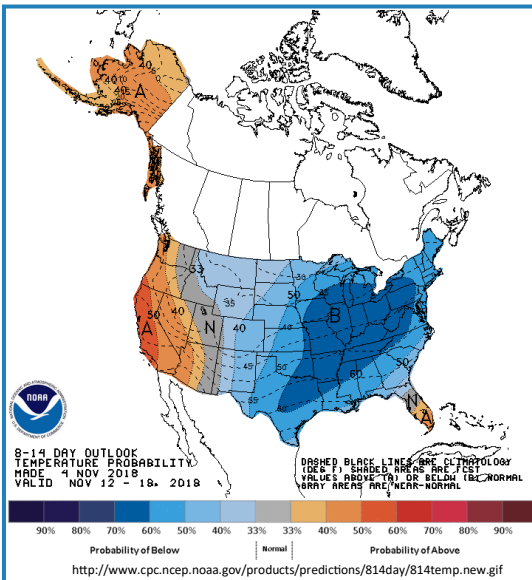 40
40
A
33
50
40
A
N
35
40
45
30
50
45
40
50
B
60
50
N
A
NOAA
8-14 DAY OUTLOOK
TEMPERATURE PROBABILITY
MADE 4 NOV 2018
VALID NOV 12 - 18, 2018
DASHED BLACK LINES ARE CLIMATOLOGY
(DEG F) SHADED AREAS ARE FCST
VALUES ABOVE (A) OR BELOW (B) NORMAL
GRAY AREAS ARE NEAR-NORMAL
90% 80% 70% 60% 50% 40% 33% 33% 40% 50% 60% 70% 80% 90%
Probability of Below Normal Probability of Above
http://www.cpc.ncep.noaa.gov/products/predictions/814day/814temp.new.gif